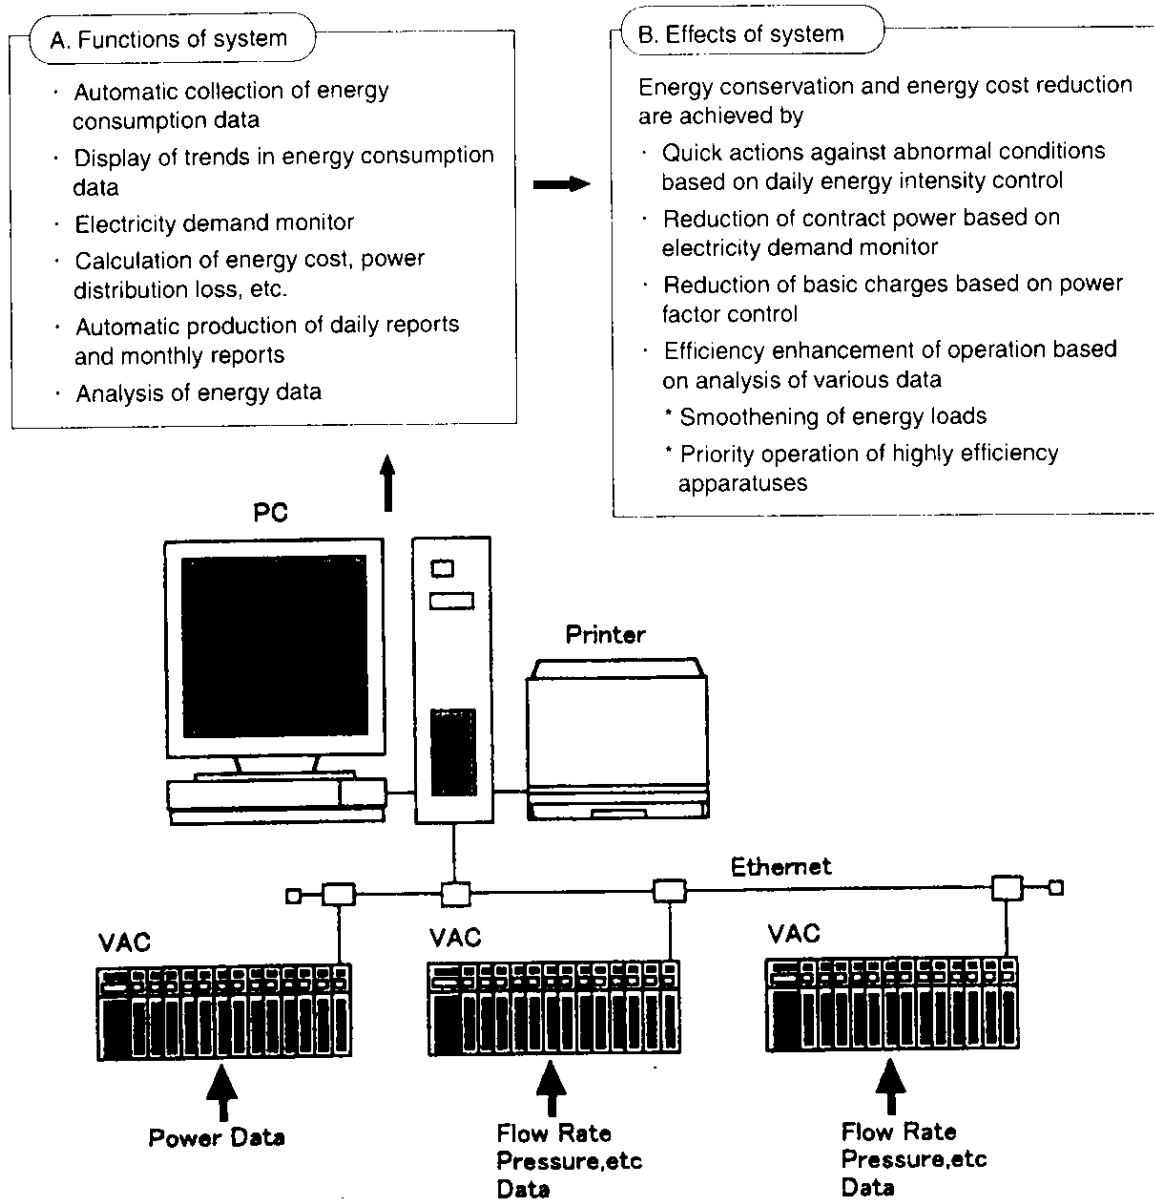 A. Functions of system
· Automatic collection of energy
consumption data
· Display of trends in energy consumption
data
· Electricity demand monitor
· Calculation of energy cost, power
distribution loss, etc.
· Automatic production of daily reports
and monthly reports
· Analysis of energy data
B. Effects of system
Energy conservation and energy cost reduction
are achieved by
· Quick actions against abnormal conditions
based on daily energy intensity control
· Reduction of contract power based on
electricity demand monitor
· Reduction of basic charges based on power
factor control
· Efficiency enhancement of operation based
on analysis of various data
* Smoothening of energy loads
* Priority operation of highly efficiency
apparatuses
PC
Printer
Ethernet
VAC
VAC
VAC
Power Data
Flow Rate
Pressure,etc
Data
Flow Rate
Pressure,etc
Data